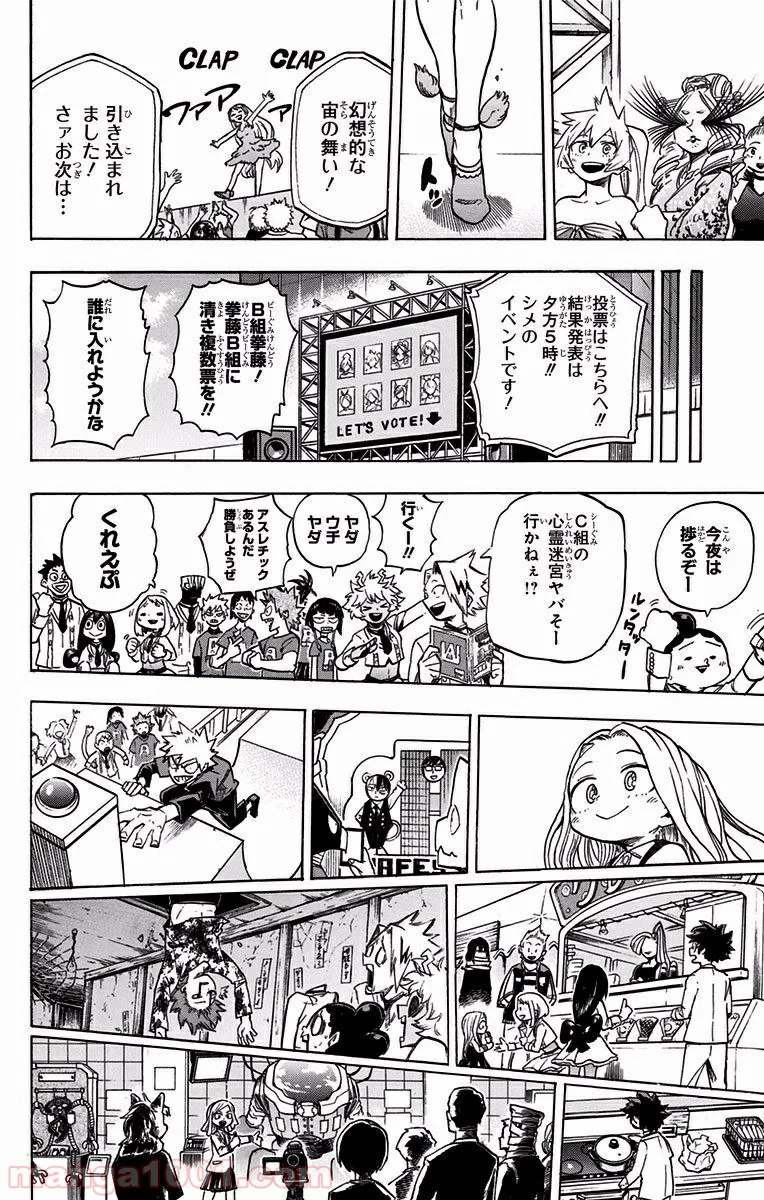 幻想的な
宙の舞い!
CLAP
CLAP
ファア
引き込まれ
ました!
さァお次は…
投票はこちらへ!!
結果発表は
夕方5時!!
シメの
イベントです!
LET'S VOTE!
B組拳藤!
拳藤B組に
清き複数票を!!
誰に入れようかな
今夜は
捗るぞー
ルンタッター
C組の
心霊迷宮ヤバそー
行かねぇ!?
行くー!!
ヤダ
ウチ
ヤダ
アスレチック
あるんだ
勝負しようぜ
くれえぷ
A
manga1001.com